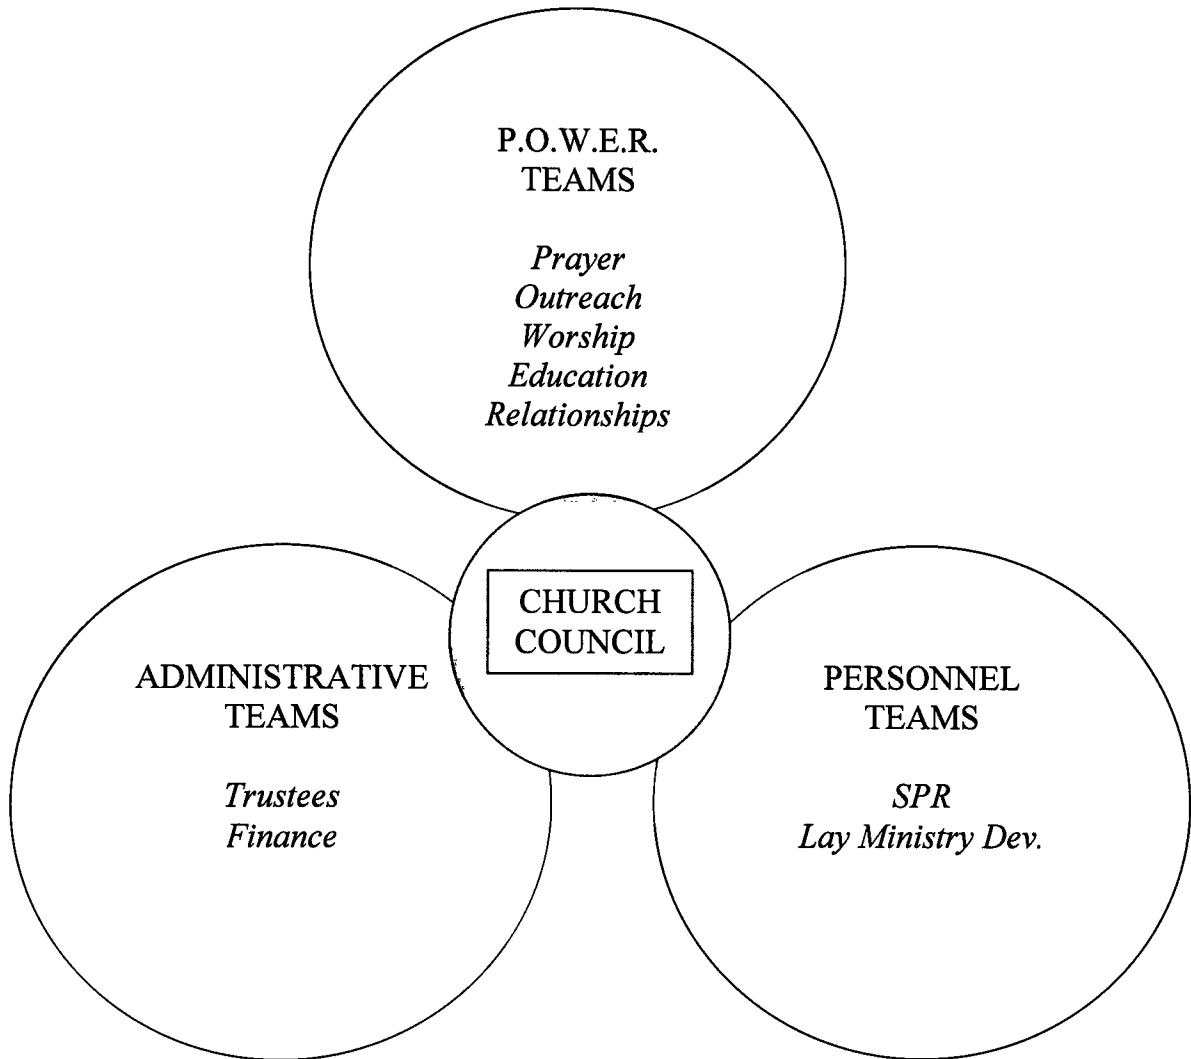 P.O.W.E.R.
TEAMS
Prayer
Outreach
Worship
Education
Relationships
CHURCH
COUNCIL
ADMINISTRATIVE
TEAMS
Trustees
Finance
PERSONNEL
TEAMS
SPR
Lay Ministry Dev.